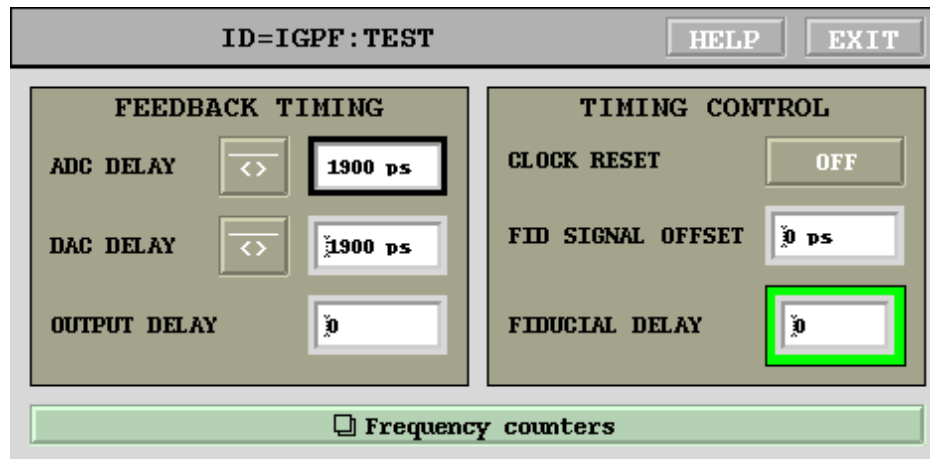 ID=IGPF:TEST HELP EXIT
FEEDBACK TIMING
ADC DELAY <> 1900 ps
DAC DELAY <> 1900 ps
OUTPUT DELAY 0
TIMING CONTROL
CLOCK RESET OFF
FID SIGNAL OFFSET 0 ps
FIDUCIAL DELAY 0
Frequency counters